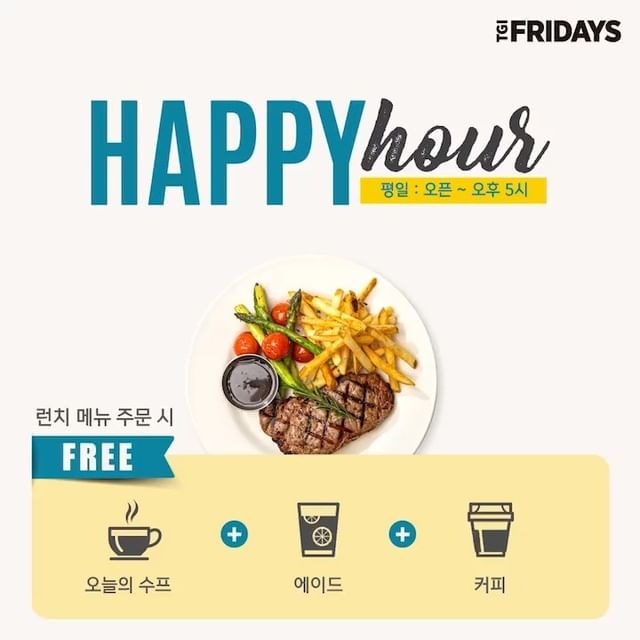 TGI FRIDAYS
HAPPY hour
평일 : 오픈 ~ 오후 5시
런치 메뉴 주문 시
FREE
오늘의 수프 + 에이드 + 커피